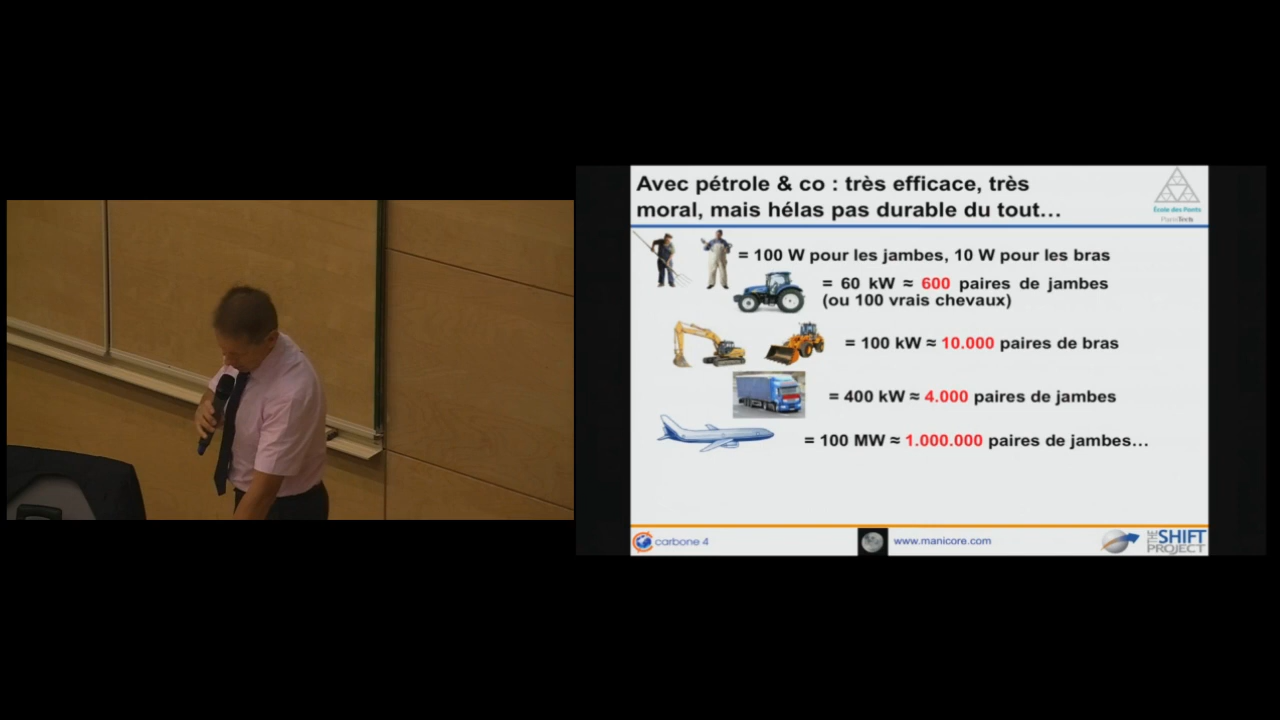 Avec pétrole & co : très efficace, très
moral, mais hélas pas durable du tout…
École des Ponts
ParisTech
= 100 W pour les jambes, 10 W pour les bras
= 60 kW ≈ 600 paires de jambes
(ou 100 vrais chevaux)
= 100 kW ≈ 10.000 paires de bras
= 400 kW ≈ 4.000 paires de jambes
= 100 MW ≈ 1.000.000 paires de jambes…
carbone 4
www.manicore.com
THE SHIFT
PROJECT